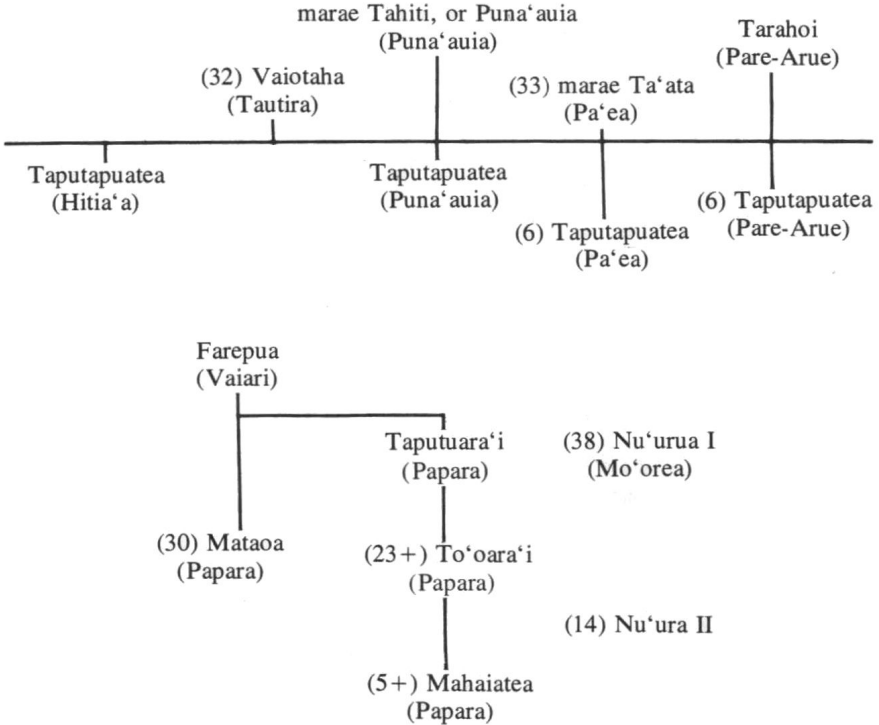 marae Tahiti, or Puna‘auia
(Puna‘auia)
Tarahoi
(Pare-Arue)
(32) Vaiotaha
(Tautira)
(33) marae Ta‘ata
(Pa‘ea)
Taputapuatea
(Hitia‘a)
Taputapuatea
(Puna‘auia)
(6) Taputapuatea
(Pa‘ea)
(6) Taputapuatea
(Pare-Arue)
Farepua
(Vaiari)
Taputuara‘i
(Papara)
(38) Nu‘urua I
(Mo‘orea)
(30) Mataoa
(Papara)
(23+) To‘oara‘i
(Papara)
(14) Nu‘ura II
(5+) Mahaiatea
(Papara)